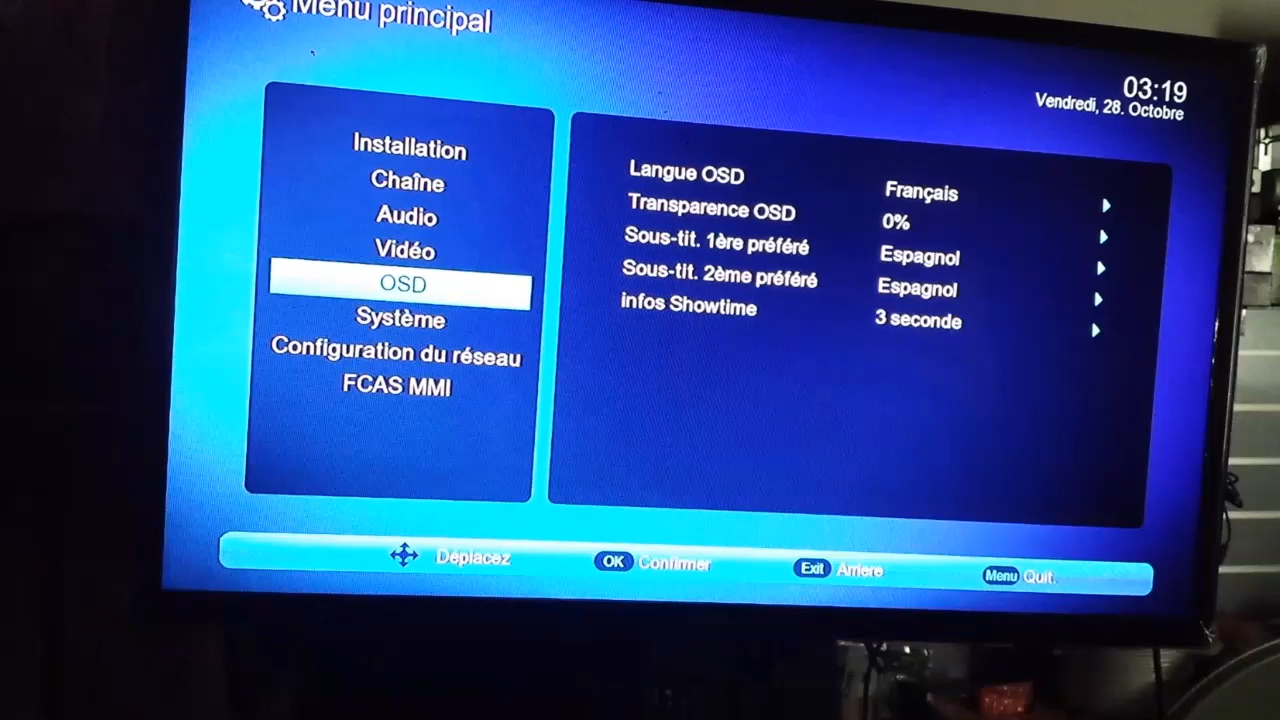 Menu principal
03:19
Vendredi, 28. Octobre
Installation
Chaîne
Audio
Vidéo
OSD
Système
Configuration du réseau
FCAS MMI
Langue OSD Français
Transparence OSD 0%
Sous-tit. 1ère préféré Espagnol
Sous-tit. 2ème préféré Espagnol
infos Showtime 3 seconde
Déplacez OK Confirmer Exit Arriere Menu Quit.